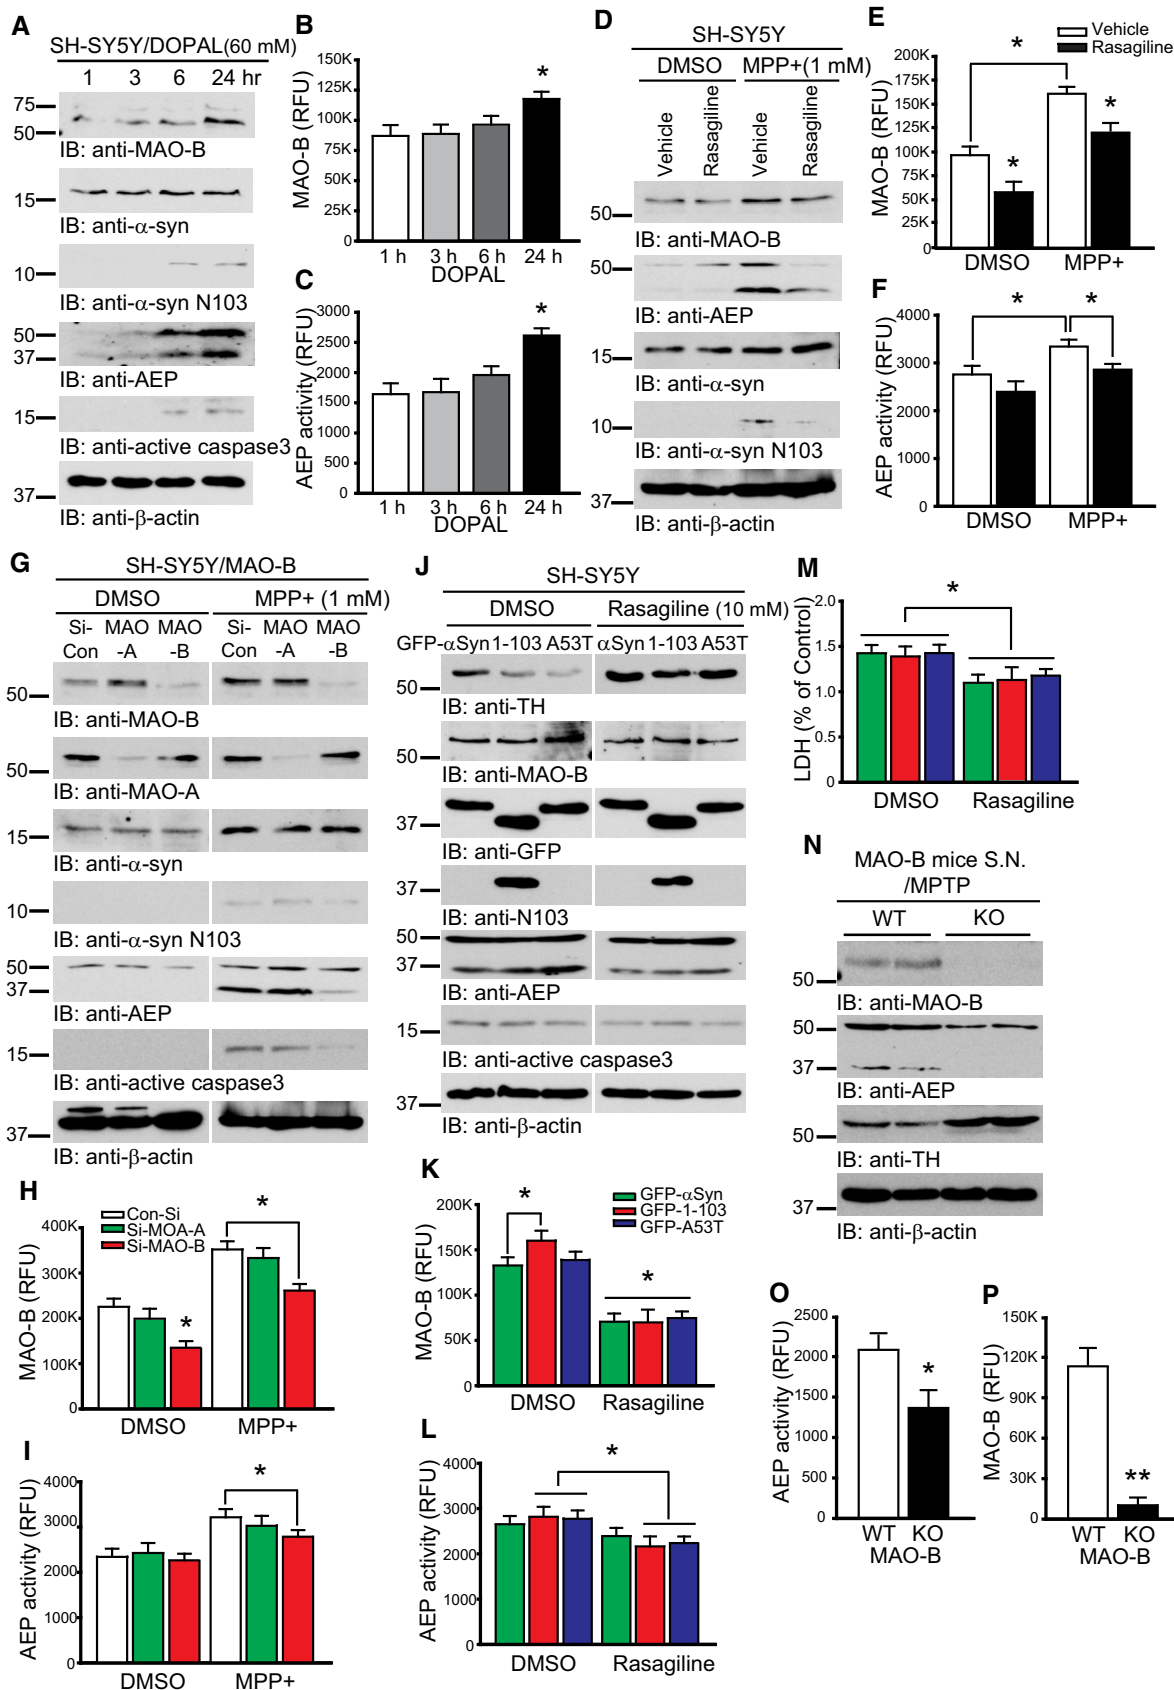 A
SH-SY5Y/DOPAL(60 mM)
1 3 6 24 hr
75
50
IB: anti-MAO-B
15
IB: anti-α-syn
10
IB: anti-α-syn N103
50
37
IB: anti-AEP
15
IB: anti-active caspase3
37
IB: anti-β-actin
B
MAO-B (RFU)
150K
125K
100K
75K
50K
25K
0
*
1 h 3 h 6 h 24 h
DOPAL
C
AEP activity (RFU)
3000
2500
2000
1500
1000
500
0
*
1 h 3 h 6 h 24 h
DOPAL
D
SH-SY5Y
DMSO MPP+(1 mM)
Vehicle Rasagiline Vehicle Rasagiline
50
IB: anti-MAO-B
50
IB: anti-AEP
15
IB: anti-α-syn
10
IB: anti-α-syn N103
37
IB: anti-β-actin
E
Vehicle
Rasagiline
MAO-B (RFU)
200K
175K
150K
125K
100K
75K
50K
25K
0
* * *
DMSO MPP+
F
AEP activity (RFU)
4000
3000
2000
1000
0
* *
DMSO MPP+
G
SH-SY5Y/MAO-B
DMSO MPP+ (1 mM)
Si- MAO MAO Si- MAO MAO
Con -A -B Con -A -B
50
IB: anti-MAO-B
50
IB: anti-MAO-A
15
IB: anti-α-syn
10
IB: anti-α-syn N103
50
37
IB: anti-AEP
15
IB: anti-active caspase3
37
IB: anti-β-actin
H
Con-Si
Si-MOA-A
Si-MAO-B
MAO-B (RFU)
400K
300K
200K
100K
0
* *
DMSO MPP+
I
AEP activity (RFU)
4000
3000
2000
1000
0
*
DMSO MPP+
J
SH-SY5Y
DMSO Rasagiline (10 mM)
GFP-αSyn 1-103 A53T αSyn 1-103 A53T
50
IB: anti-TH
50
IB: anti-MAO-B
37
IB: anti-GFP
37
IB: anti-N103
50
37
IB: anti-AEP
15
IB: anti-active caspase3
37
IB: anti-β-actin
K
GFP-αSyn
GFP-1-103
GFP-A53T
MAO-B (RFU)
200K
150K
100K
50K
0
* *
DMSO Rasagiline
L
AEP activity (RFU)
4000
3000
2000
1000
0
*
DMSO Rasagiline
M
LDH (% of Control)
2.0
1.5
1.0
0.5
0
*
DMSO Rasagiline
N
MAO-B mice S.N.
/MPTP
WT KO
50
IB: anti-MAO-B
50
37
IB: anti-AEP
50
IB: anti-TH
37
IB: anti-β-actin
O
AEP activity (RFU)
2500
2000
1500
1000
500
0
*
WT KO
MAO-B
P
MAO-B (RFU)
150K
120K
90K
60K
30K
0
**
WT KO
MAO-B